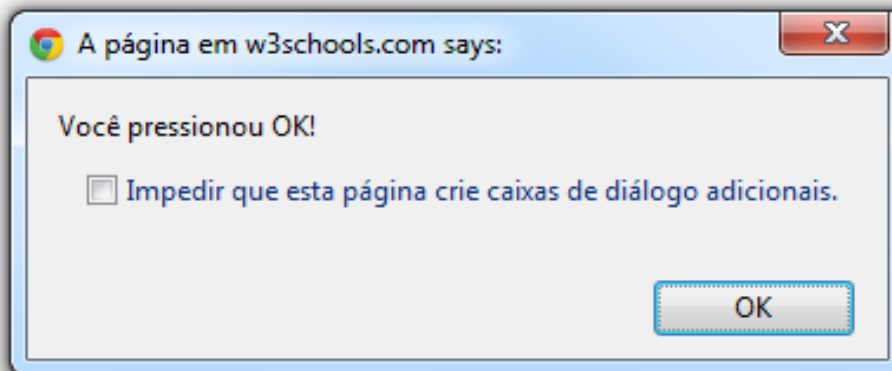 A página em w3schools.com says:
Você pressionou OK!
Impedir que esta página crie caixas de diálogo adicionais.
OK